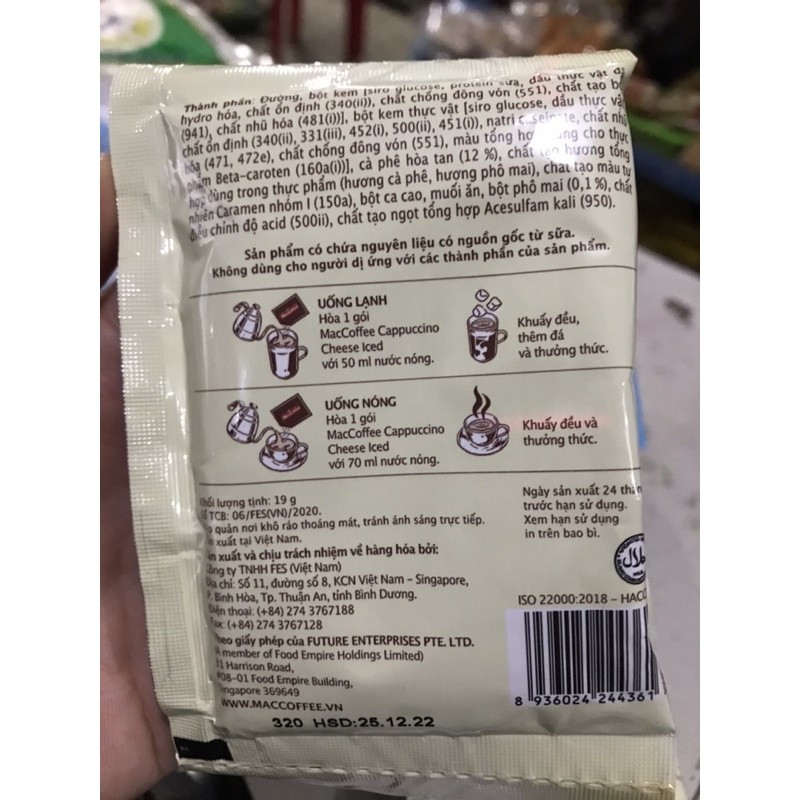 Thành phần: Đường, bột kem [siro glucose, protein sữa, dầu thực vật
hydro hóa, chất ổn định (340(ii)), chất chống đông vón (551), chất tạo
(941), chất nhũ hóa (481(i))], bột kem thực vật [siro glucose, dầu thực
chất ổn định (340(ii), 331(iii), 452(i), 500(ii), 451(i)), natri chất
hóa (471, 472e), chất chống đông vón (551), màu tổng cho thực
phẩm Beta-caroten (160a(i))], cà phê hòa tan (12 %), chất tạo hương tổng
hợp dùng trong thực phẩm (hương cà phê, hương phô mai), chất tạo màu tự
nhiên Caramen nhóm I (150a), bột ca cao, muối ăn, bột phô mai (0,1 %), chất
điều chỉnh độ acid (500ii), chất tạo ngọt tổng hợp Acesulfam kali (950).
Sản phẩm có chứa nguyên liệu có nguồn gốc từ sữa.
Không dùng cho người dị ứng với các thành phần của sản phẩm.
UỐNG LẠNH
Hòa 1 gói
MacCoffee Cappuccino
Cheese Iced
với 50 ml nước nóng.
Khuấy đều,
thêm đá
và thưởng thức.
UỐNG NÓNG
Hòa 1 gói
MacCoffee Cappuccino
Cheese Iced
với 70 ml nước nóng.
Khuấy đều và
thưởng thức.
Khối lượng tịnh: 19 g
Số TCB: 06/FES(VN)/2020.
quản nơi khô ráo thoáng mát, tránh ánh sáng trực tiếp.
xuất tại Việt Nam.
xuất và chịu trách nhiệm về hàng hóa bởi:
Công ty TNHH FES (Việt Nam)
Địa chỉ: Số 11, đường số 8, KCN Việt Nam – Singapore,
P. Bình Hòa, Tp. Thuận An, tỉnh Bình Dương.
Điện thoại: (+84) 274 3767188
Fax: (+84) 274 3767128
Theo giấy phép của FUTURE ENTERPRISES PTE. LTD.
(A member of Food Empire Holdings Limited)
31 Harrison Road,
#08–01 Food Empire Building,
Singapore 369649
WWW.MACCOFFEE.VN
320 HSD:25.12.22
Ngày sản xuất 24 tháng
trước hạn sử dụng.
Xem hạn sử dụng
in trên bao bì.
حلال
ISO 22000:2018 – HACC
8 936024 244361